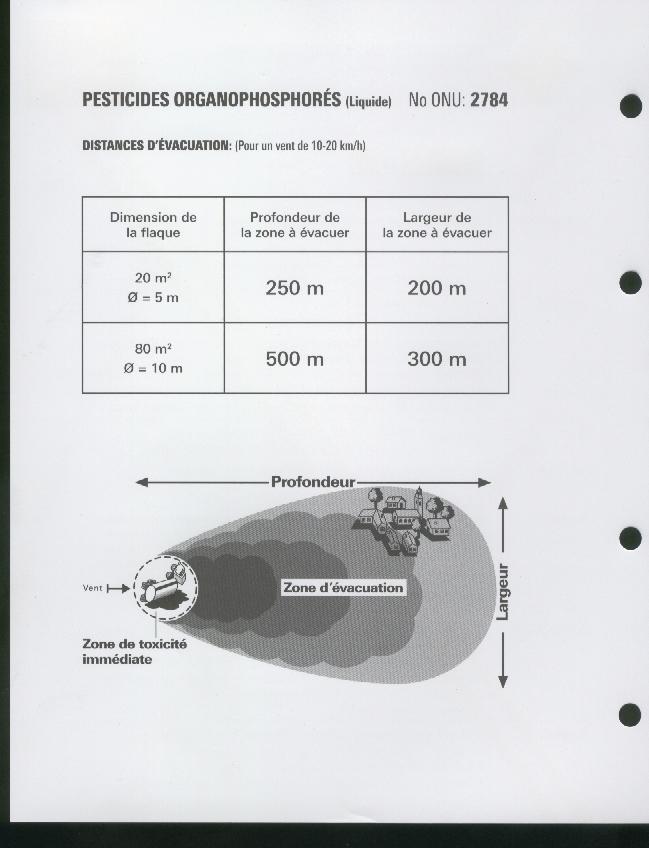 PESTICIDES ORGANOPHOSPHORÉS (Liquide) No ONU: 2784
DISTANCES D'ÉVACUATION: (Pour un vent de 10-20 km/h)
Dimension de la flaque
Profondeur de la zone à évacuer
Largeur de la zone à évacuer
20 m²
Ø = 5 m
250 m
200 m
80 m²
Ø = 10 m
500 m
300 m
Profondeur
Vent
Zone d'évacuation
Largeur
Zone de toxicité
immédiate